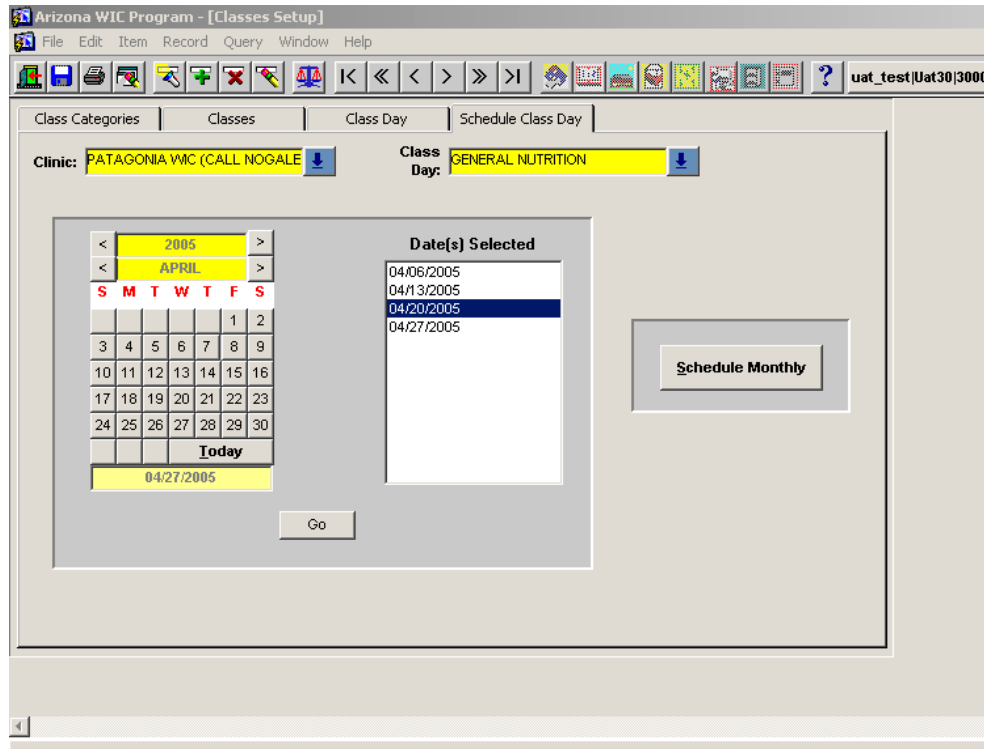 Arizona WIC Program - [Classes Setup]
File Edit Item Record Query Window Help
? uat_test|Uat30|3000
Class Categories Classes Class Day Schedule Class Day
Clinic: PATAGONIA WIC (CALL NOGALE Class Day: GENERAL NUTRITION
< 2005 >
< APRIL >
S M T W T F S
1 2
3 4 5 6 7 8 9
10 11 12 13 14 15 16
17 18 19 20 21 22 23
24 25 26 27 28 29 30
Today
04/27/2005
Date(s) Selected
04/06/2005
04/13/2005
04/20/2005
04/27/2005
Go
Schedule Monthly